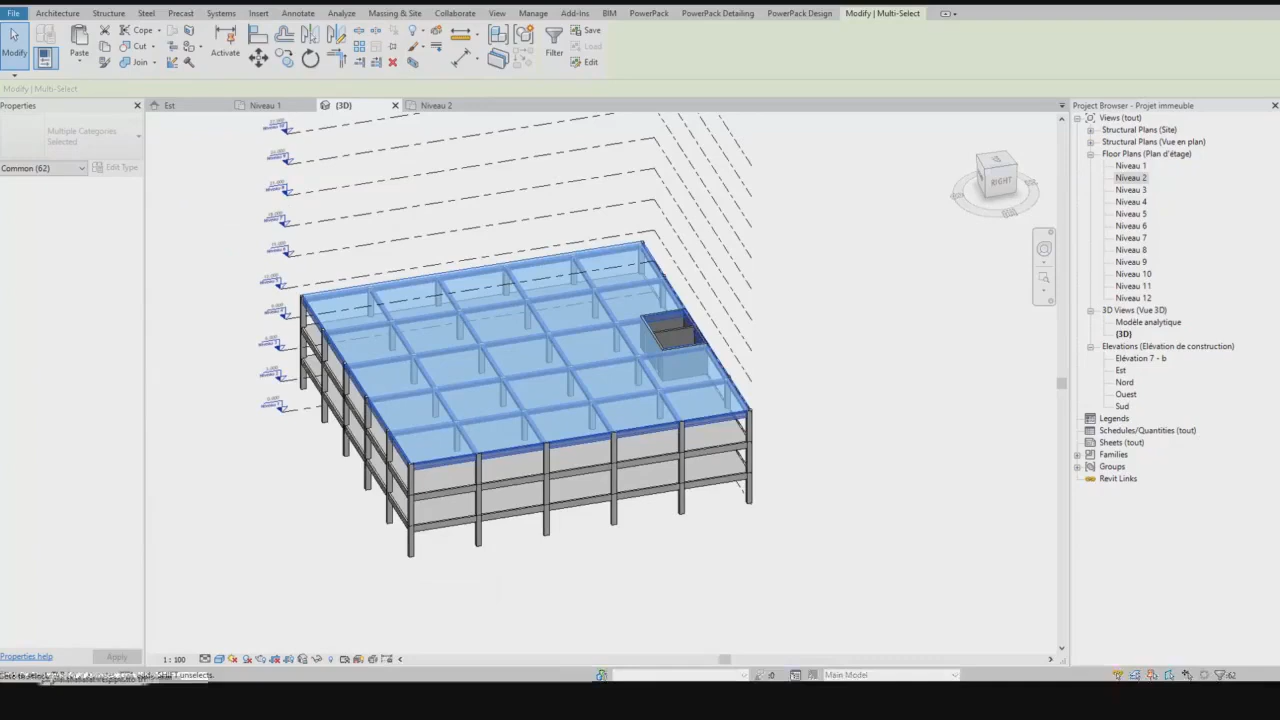 File Architecture Structure Steel Precast Systems Insert Annotate Analyze Massing & Site Collaborate View Manage Add-Ins BIM PowerPack PowerPack Detailing PowerPack Design Modify | Multi-Select
Cope Save
Modify Paste Cut Activate Filter Load
Join Edit
Modify | Multi-Select
Properties Est Niveau 1 (3D) Niveau 2 Project Browser - Projet immeuble
Multiple Categories
Selected
Common (62) Edit Type
RIGHT
Views (tout)
Structural Plans (Site)
Structural Plans (Vue en plan)
Floor Plans (Plan d'étage)
Niveau 1
Niveau 2
Niveau 3
Niveau 4
Niveau 5
Niveau 6
Niveau 7
Niveau 8
Niveau 9
Niveau 10
Niveau 11
Niveau 12
3D Views (Vue 3D)
Modèle analytique
(3D)
Elevations (Elévation de construction)
Elévation 7 - b
Est
Nord
Ouest
Sud
Legends
Schedules/Quantities (tout)
Sheets (tout)
Families
Groups
Revit Links
Properties help Apply
1 : 100
SHIFT unselects.
:0 Main Model :62